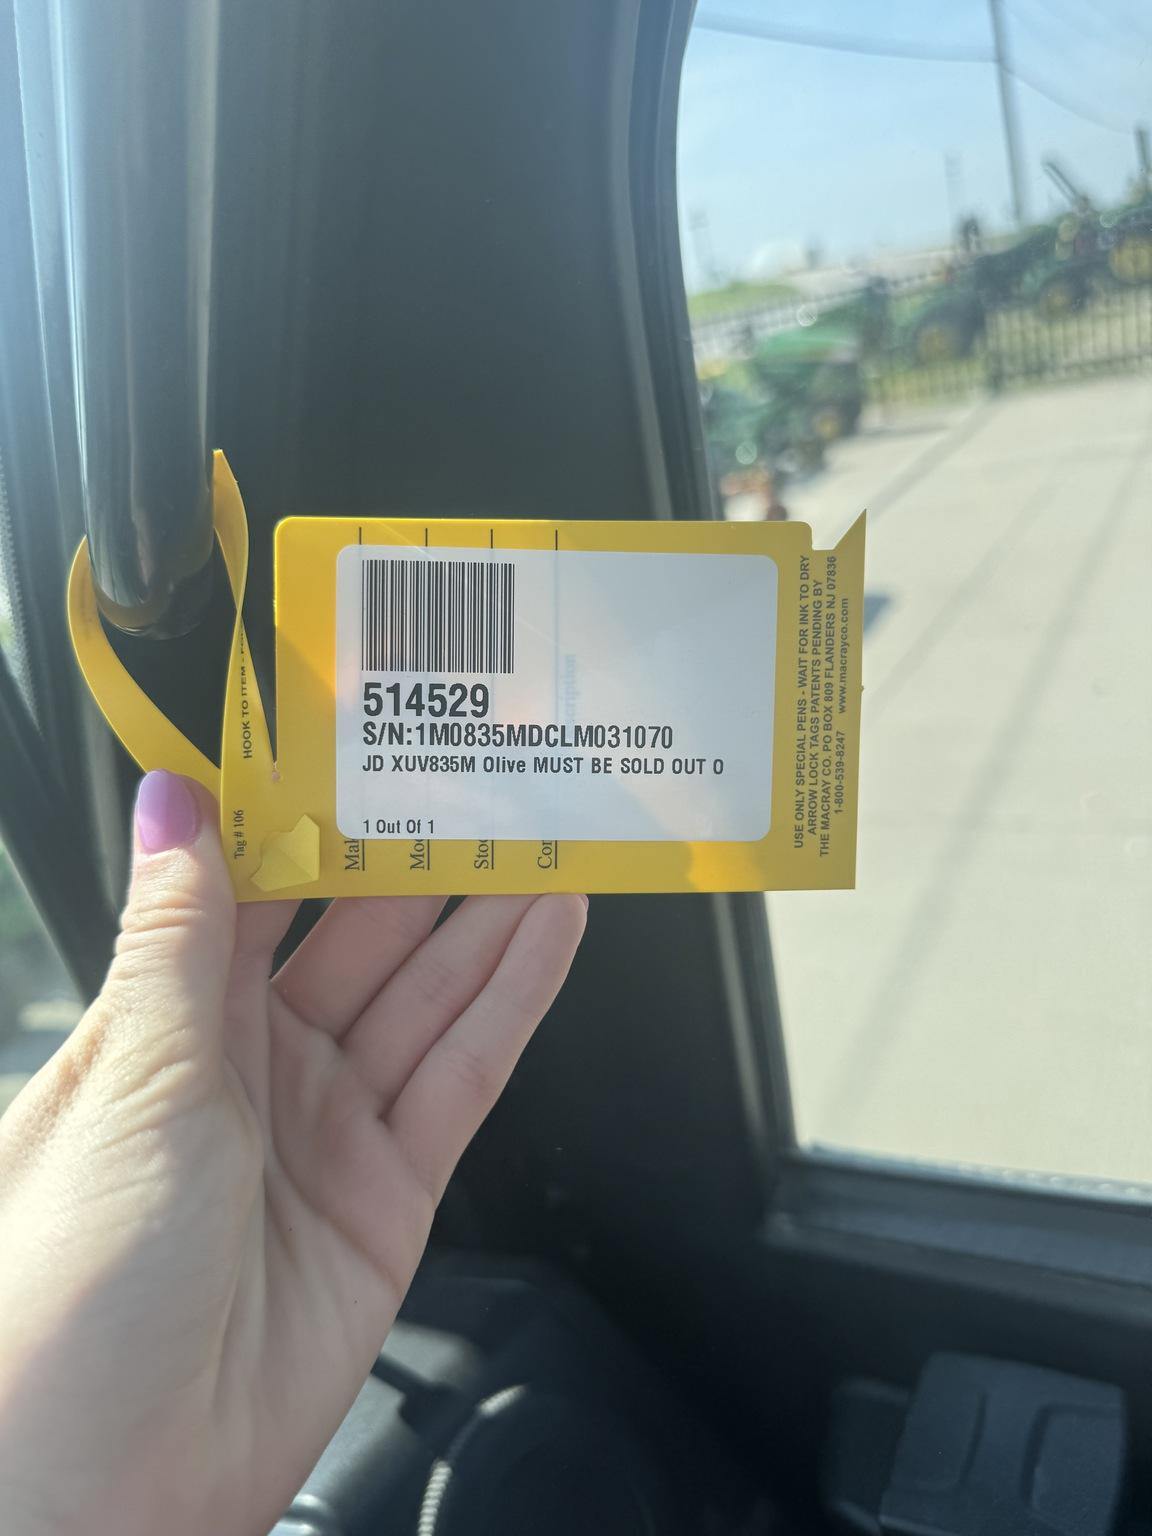 514529
S/N:1M0835MDCLM031070
JD XUV835M Olive MUST BE SOLD OUT O
1 Out Of 1
HOOK TO ITEM -
Tag # 106
USE ONLY SPECIAL PENS - WAIT FOR INK TO DRY
ARROW LOCK TAGS PATENTS PENDING BY
THE MACRAY CO. PO BOX 809 FLANDERS NJ 07836
1-800-539-8247 www.macrayco.com